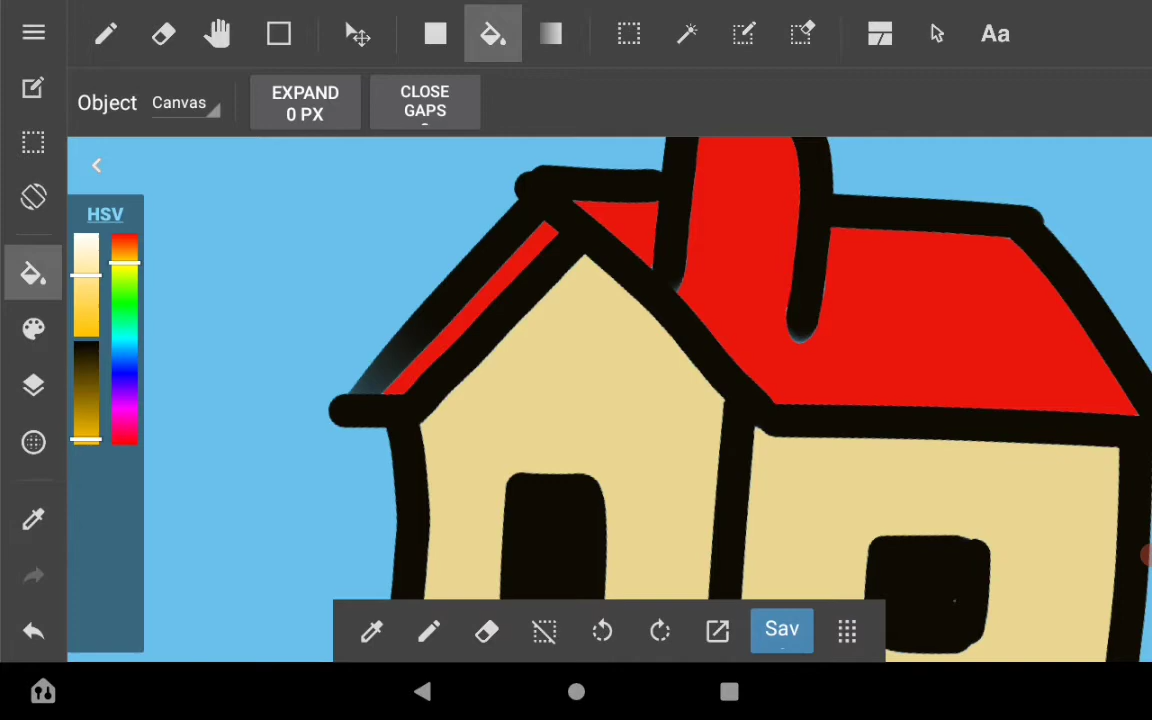 Aa
Object Canvas
EXPAND
0 PX
CLOSE
GAPS
HSV
Sav